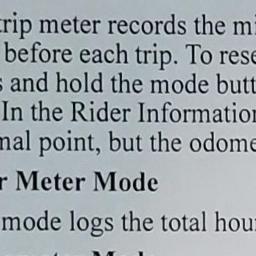 trip meter records the mi
before each trip. To rese
s and hold the mode butt
In the Rider Information
mal point, but the odome
r Meter Mode
mode logs the total hour